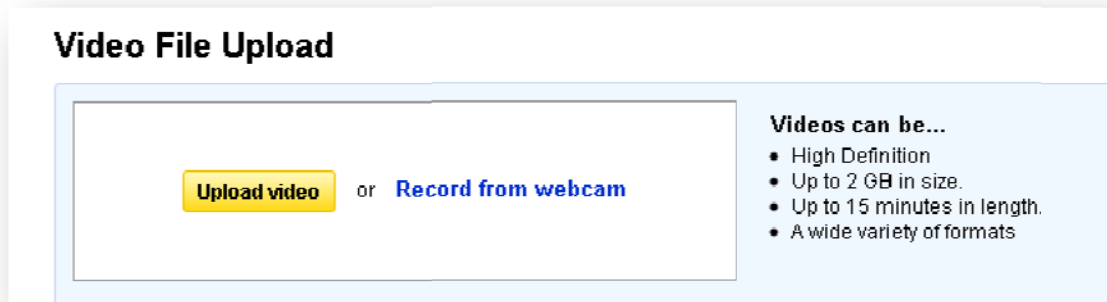 Video File Upload
Upload video or Record from webcam
Videos can be...
• High Definition
• Up to 2 GB in size.
• Up to 15 minutes in length.
• A wide variety of formats